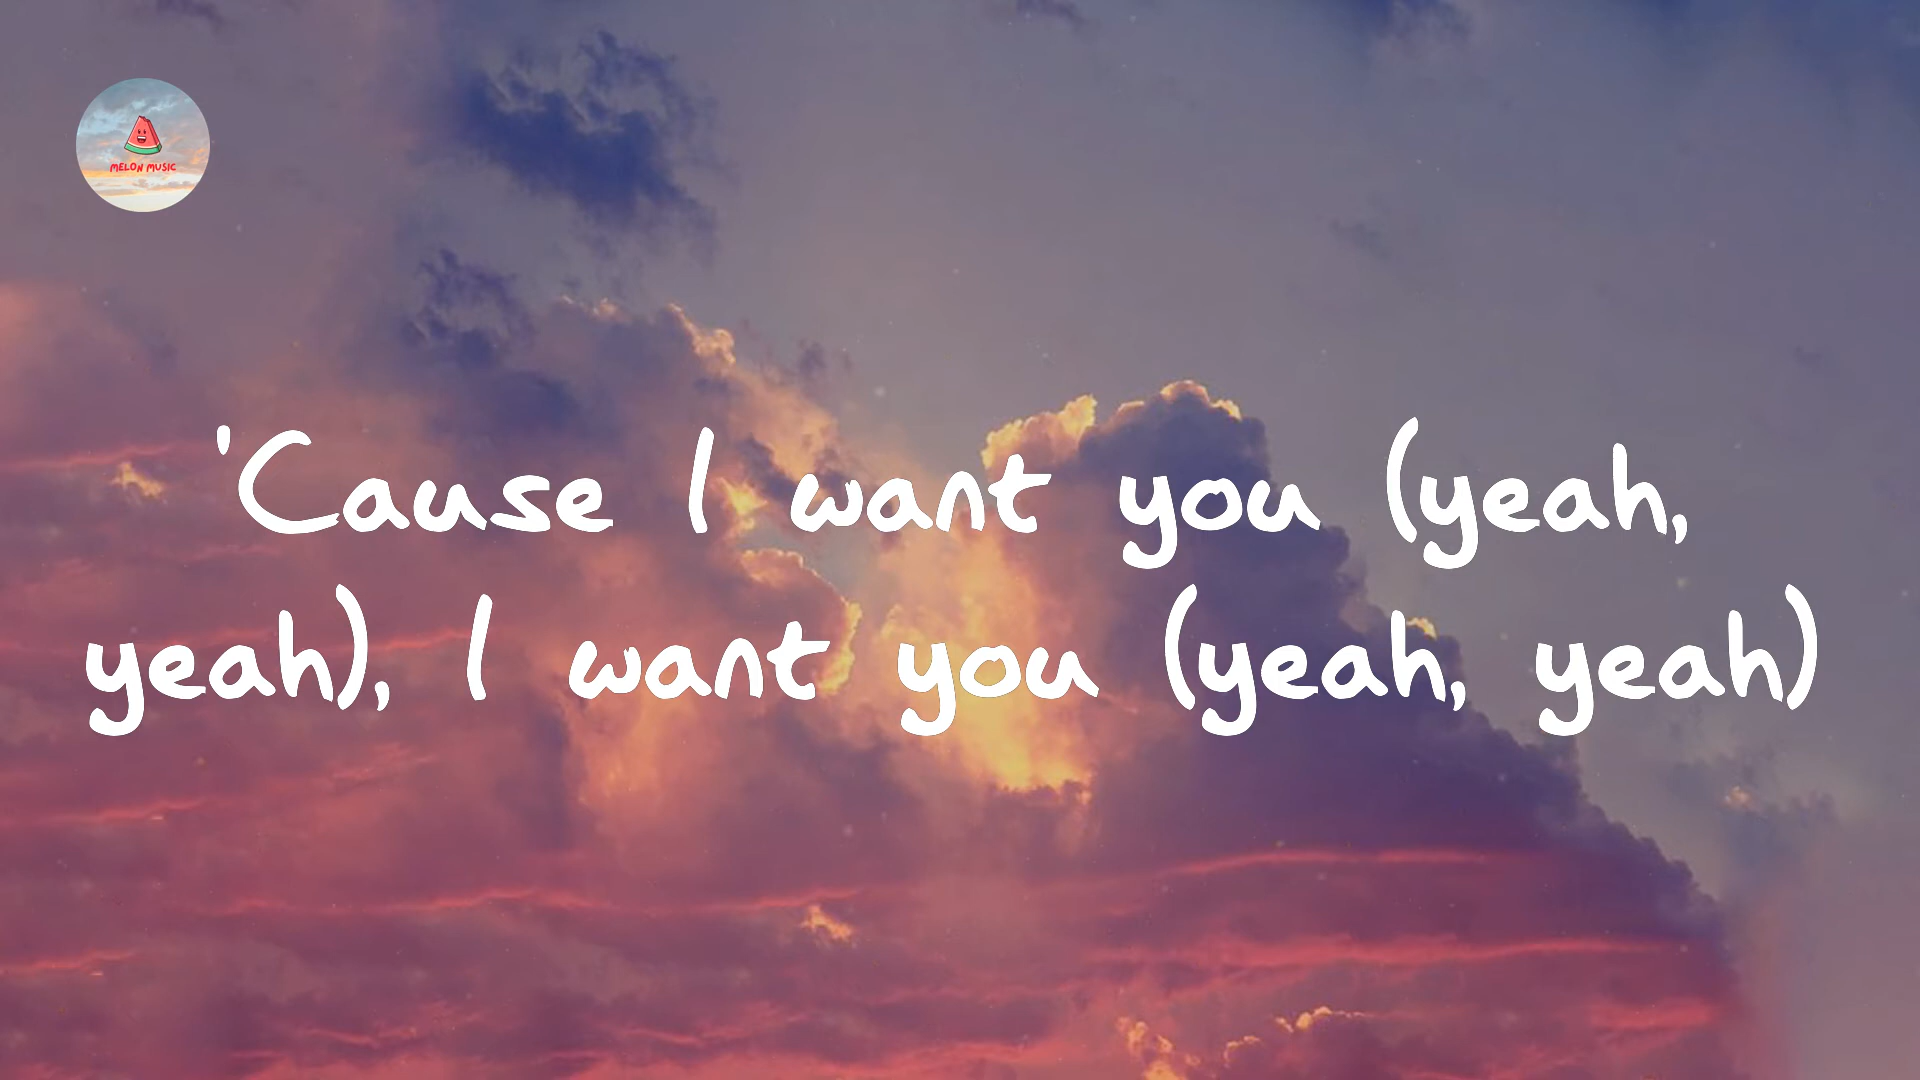 MELON MUSIC
'Cause I want you (yeah,
yeah), I want you (yeah, yeah)